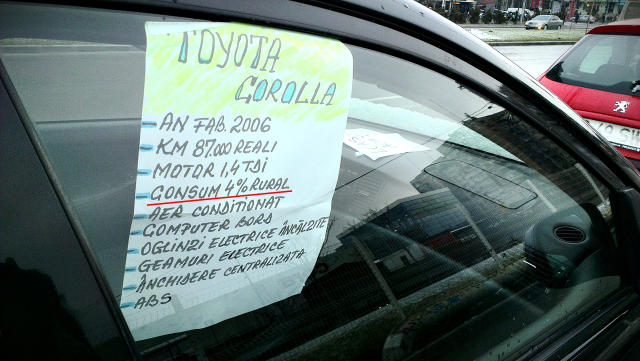 TOYOTA
COROLLA
- AN FAB. 2006
- KM 87.000 REALI
- MOTOR 1,4 TDI
- CONSUM 4% RURAL
- AER CONDITIONAT
- COMPUTER BORD
- OGLINZI ELECTRICE ÎNCĂLZITE
- GEAMURI ELECTRICE
- ÎNCHIDERE CENTRALIZATA
- ABS